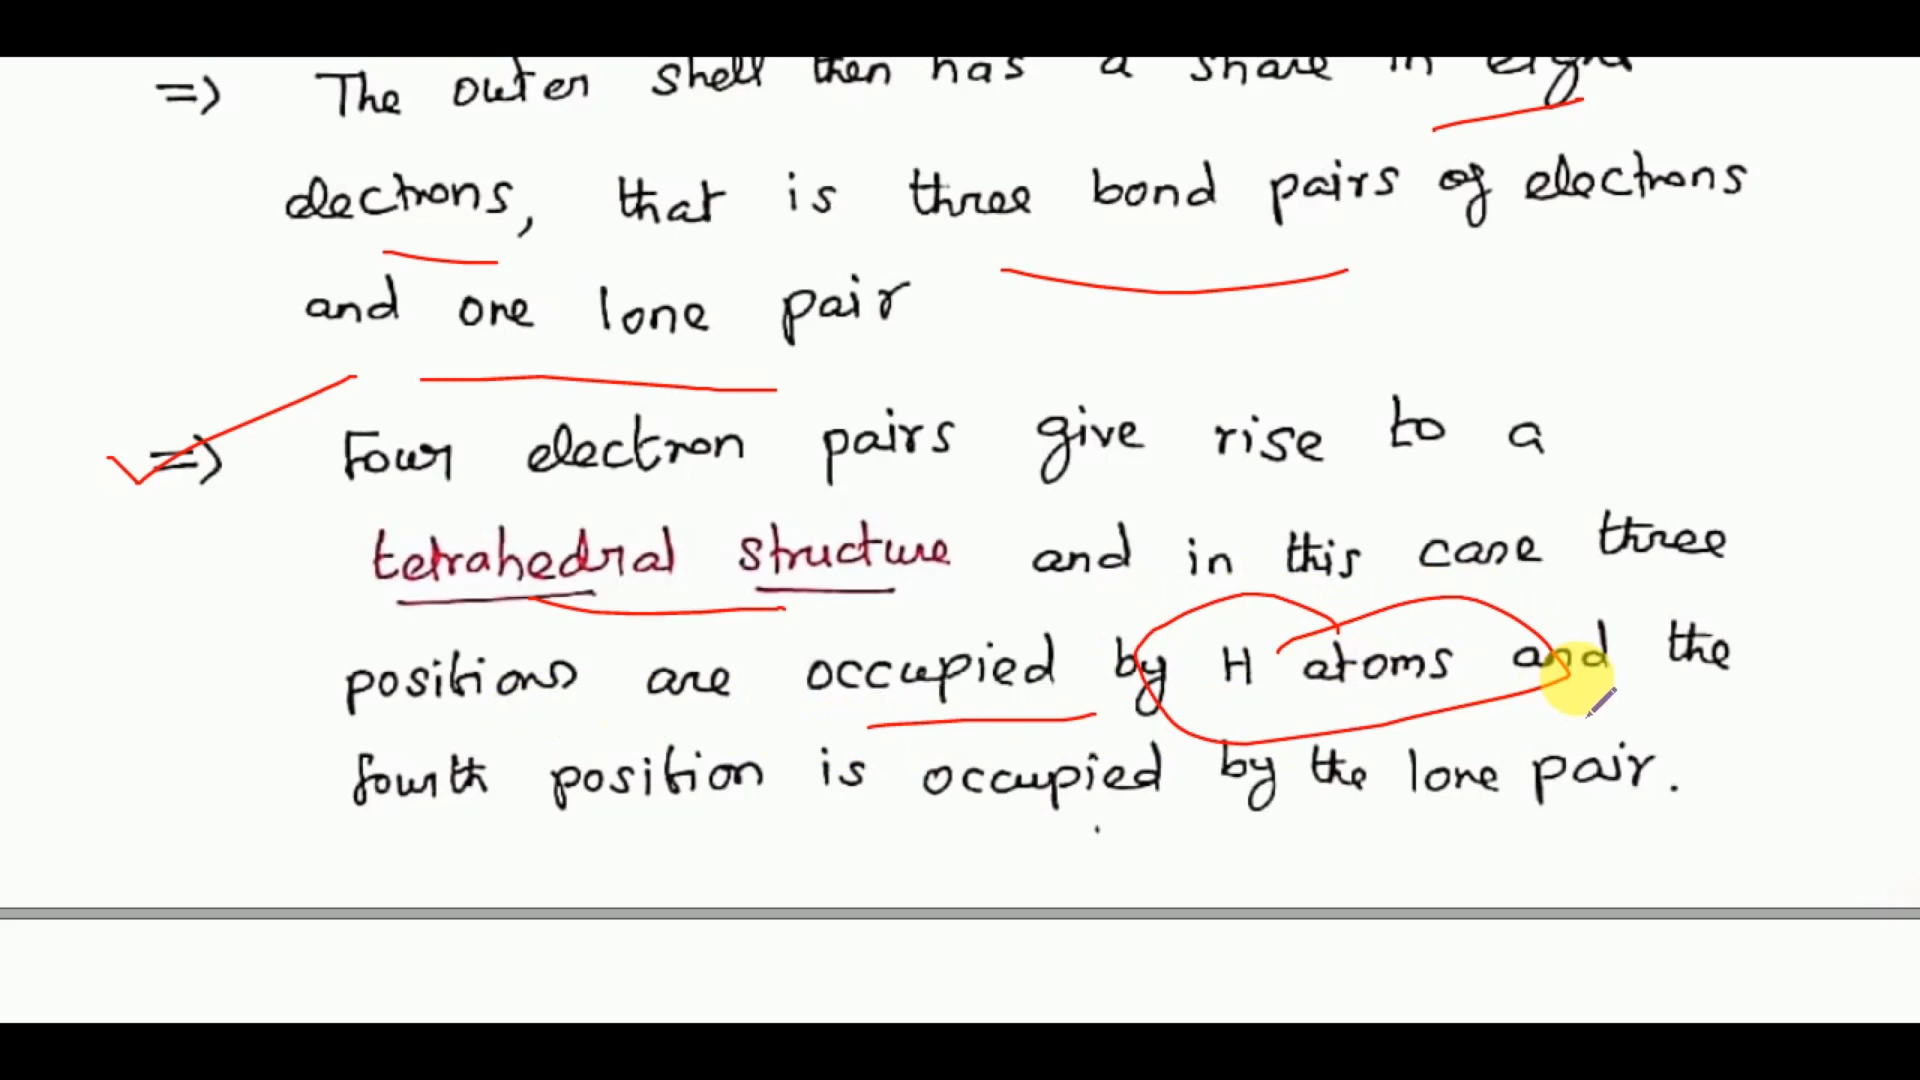 => The outer shell then has a share in eight
electrons, that is three bond pairs of electrons
and one lone pair
=> Four electron pairs give rise to a
tetrahedral structure and in this case three
positions are occupied by H atoms and the
fourth position is occupied by the lone pair.